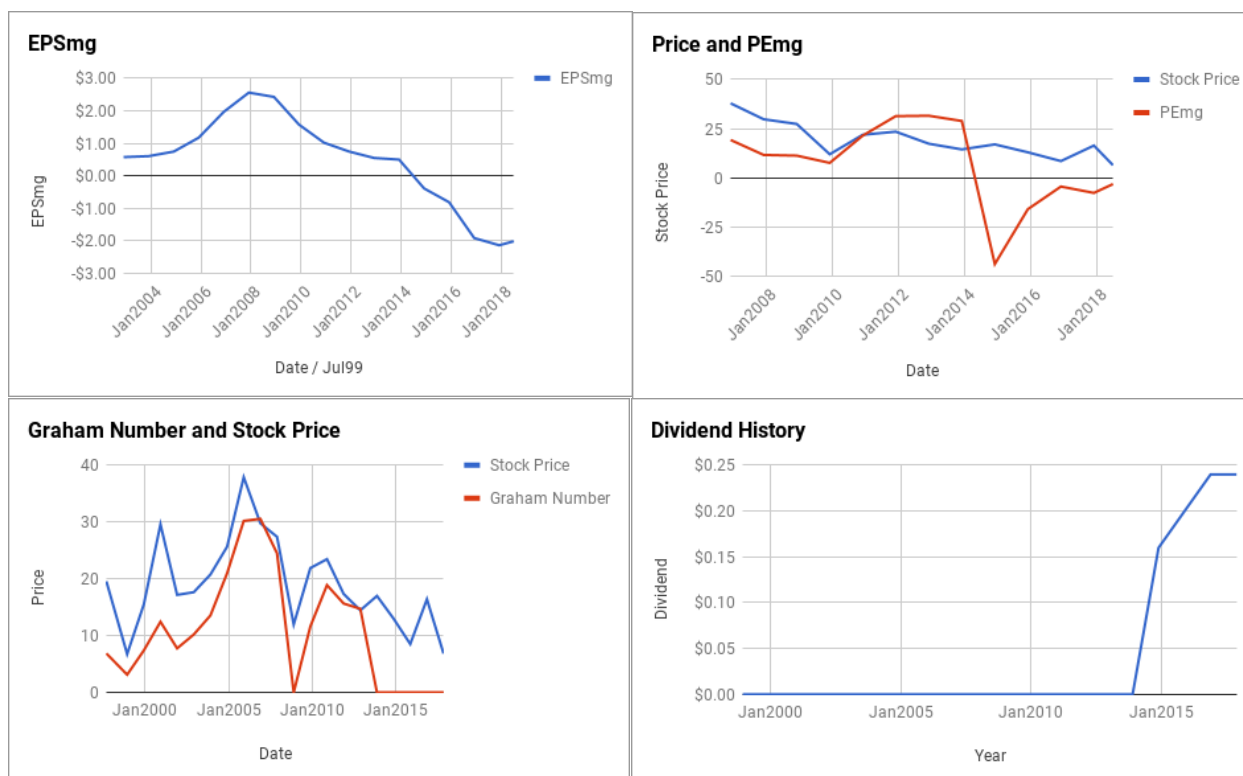 EPSmg
$3.00
$2.00
$1.00
$0.00
-$1.00
-$2.00
-$3.00
EPSmg
EPSmg
Jan2004
Jan2006
Jan2008
Jan2010
Jan2012
Jan2014
Jan2016
Jan2018
Date / Jul99
Price and PEmg
50
25
0
-25
-50
Stock Price
Stock Price
PEmg
Jan2008
Jan2010
Jan2012
Jan2014
Jan2016
Jan2018
Date
Graham Number and Stock Price
40
30
20
10
0
Price
Stock Price
Graham Number
Jan2000
Jan2005
Jan2010
Jan2015
Date
Dividend History
$0.25
$0.20
$0.15
$0.10
$0.05
$0.00
Dividend
Jan2000
Jan2005
Jan2010
Jan2015
Year